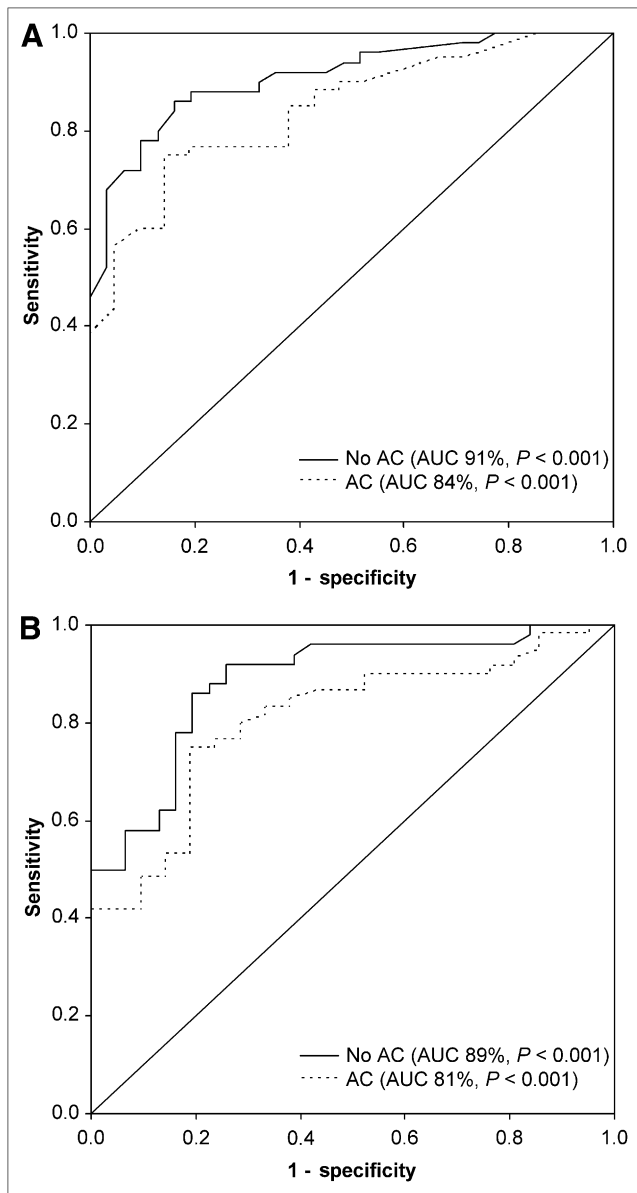 A
1.0
0.8
0.6
0.4
0.2
0.0
Sensitivity
No AC (AUC 91%, P < 0.001)
AC (AUC 84%, P < 0.001)
0.0 0.2 0.4 0.6 0.8 1.0
1 - specificity
B
1.0
0.8
0.6
0.4
0.2
0.0
Sensitivity
No AC (AUC 89%, P < 0.001)
AC (AUC 81%, P < 0.001)
0.0 0.2 0.4 0.6 0.8 1.0
1 - specificity